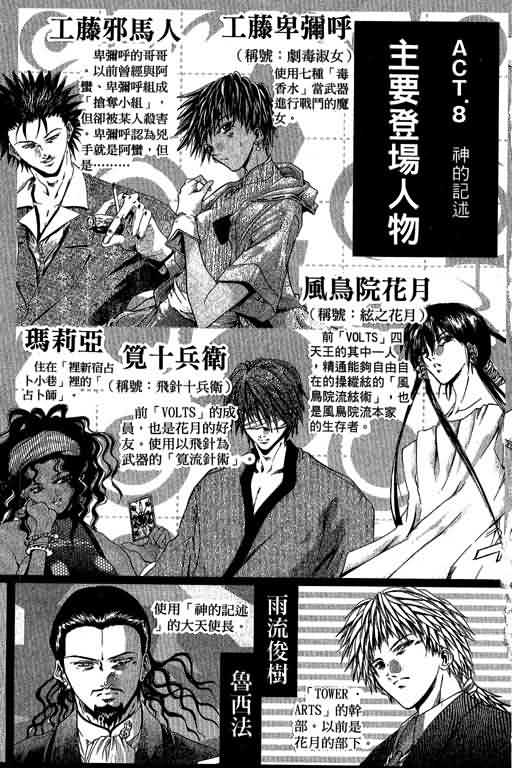 ACT.8 神的記述
主要登場人物
工藤卑彌呼
（稱號：劇毒淑女）
使用七種「毒
香水」當武器
進行戰鬥的魔
女。
工藤邪馬人
卑彌呼的哥哥
。以前曾經與阿
蠻、卑彌呼組成
「搶奪小組」，
但卻被某人殺害
。卑彌呼認為兇
手就是阿蠻，但
是………
風鳥院花月
（稱號：絃之花月）
前「VOLTS」四
天王的其中一人
，精通能夠自由自
在的操縱絃的「風
鳥院流絃術」，也
是風鳥院流本家
的生存者。
筧十兵衛
（稱號：飛針十兵衛）
前「VOLTS」的成
員，也是花月的好
友。使用以飛針為
武器的「筧流針術」。
瑪莉亞
住在「裡新宿占
卜小巷」裡的「
占卜師」。
雨流俊樹
「TOWER・
ARTS」的幹
部。以前是
花月的部下。
魯西法
使用「神的記述」
的大天使長。